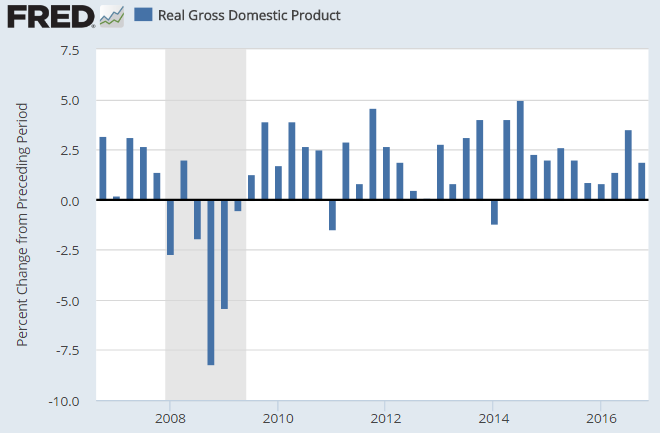 FRED Real Gross Domestic Product
Percent Change from Preceding Period
7.5
5.0
2.5
0.0
-2.5
-5.0
-7.5
-10.0
2008 2010 2012 2014 2016